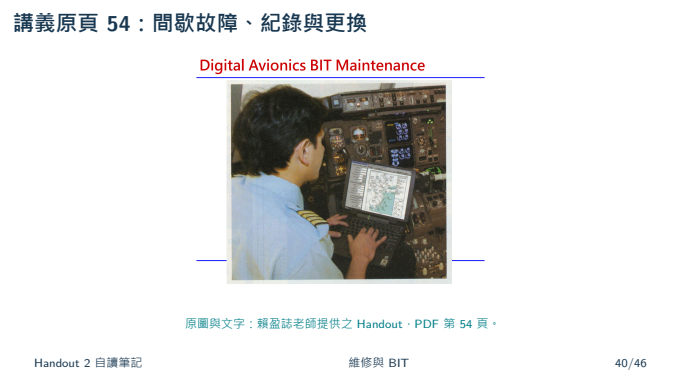 講義原頁 54：間歇故障、紀錄與更換
Digital Avionics BIT Maintenance
原圖與文字：賴盈誌老師提供之 Handout，PDF 第 54 頁。
Handout 2 自讀筆記
維修與 BIT
40/46